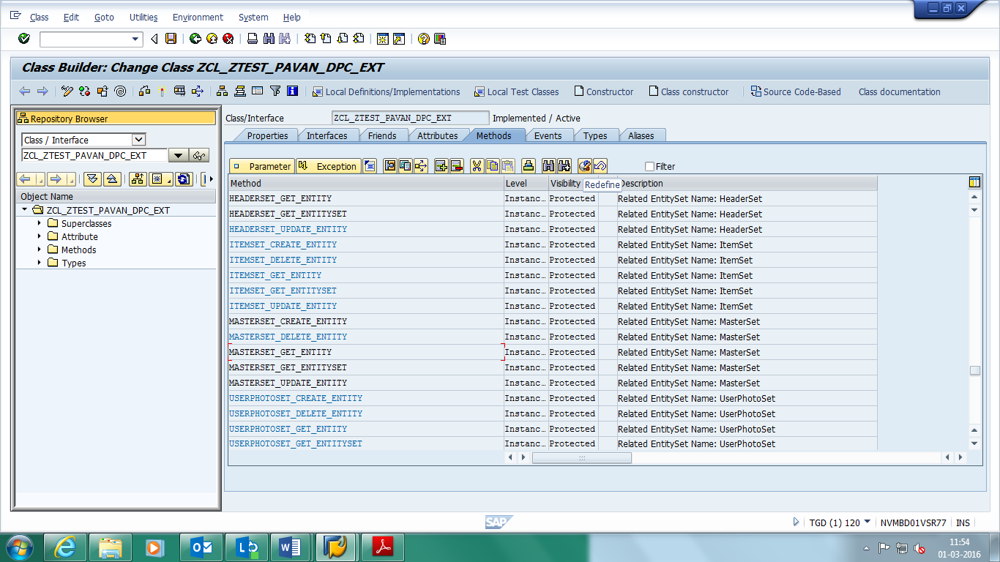 Class Edit Goto Utilities Environment System Help
Class Builder: Change Class ZCL_ZTEST_PAVAN_DPC_EXT
Local Definitions/Implementations Local Test Classes Constructor Class constructor Source Code-Based Class documentation
Repository Browser
Class / Interface
ZCL_ZTEST_PAVAN_DPC_EXT
Object Name
ZCL_ZTEST_PAVAN_DPC_EXT
Superclasses
Attribute
Methods
Types
Class/Interface ZCL_ZTEST_PAVAN_DPC_EXT Implemented / Active
Properties Interfaces Friends Attributes Methods Events Types Aliases
Parameter Exception Filter
Method Level Visibility Redefine Description
HEADERSET_GET_ENTITY Instanc… Protected Related EntitySet Name: HeaderSet
HEADERSET_GET_ENTITYSET Instanc… Protected Related EntitySet Name: HeaderSet
HEADERSET_UPDATE_ENTITY Instanc… Protected Related EntitySet Name: HeaderSet
ITEMSET_CREATE_ENTITY Instanc… Protected Related EntitySet Name: ItemSet
ITEMSET_DELETE_ENTITY Instanc… Protected Related EntitySet Name: ItemSet
ITEMSET_GET_ENTITY Instanc… Protected Related EntitySet Name: ItemSet
ITEMSET_GET_ENTITYSET Instanc… Protected Related EntitySet Name: ItemSet
ITEMSET_UPDATE_ENTITY Instanc… Protected Related EntitySet Name: ItemSet
MASTERSET_CREATE_ENTITY Instanc… Protected Related EntitySet Name: MasterSet
MASTERSET_DELETE_ENTITY Instanc… Protected Related EntitySet Name: MasterSet
MASTERSET_GET_ENTITY Instanc… Protected Related EntitySet Name: MasterSet
MASTERSET_GET_ENTITYSET Instanc… Protected Related EntitySet Name: MasterSet
MASTERSET_UPDATE_ENTITY Instanc… Protected Related EntitySet Name: MasterSet
USERPHOTOSET_CREATE_ENTITY Instanc… Protected Related EntitySet Name: UserPhotoSet
USERPHOTOSET_DELETE_ENTITY Instanc… Protected Related EntitySet Name: UserPhotoSet
USERPHOTOSET_GET_ENTITY Instanc… Protected Related EntitySet Name: UserPhotoSet
USERPHOTOSET_GET_ENTITYSET Instanc… Protected Related EntitySet Name: UserPhotoSet
SAP
TGD (1) 120 NVMBD01VSR77 INS
11:54
01-03-2016